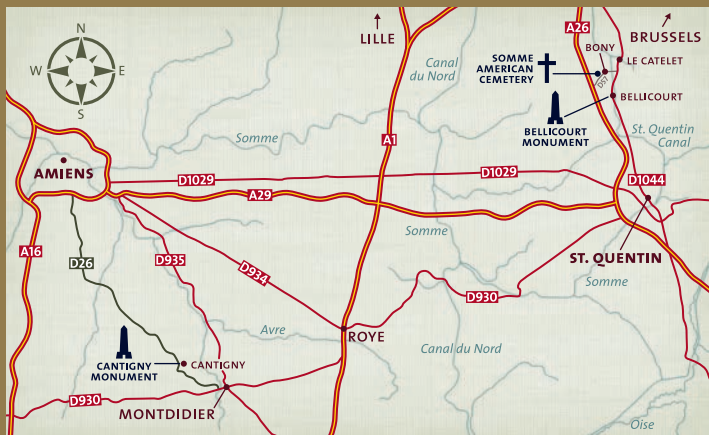 N
W
E
S
LILLE
Canal
du Nord
A26
BRUSSELS
BONY
LE CATELET
SOMME
AMERICAN
CEMETERY
D57
BELLICOURT
BELLICOURT
MONUMENT
St. Quentin
Canal
Somme
A1
AMIENS
D1029
D1029
D1044
A29
A16
D26
D935
D934
Somme
ST. QUENTIN
Somme
D930
Avre
ROYE
Canal du Nord
CANTIGNY
MONUMENT
CANTIGNY
D930
MONTDIDIER
Oise